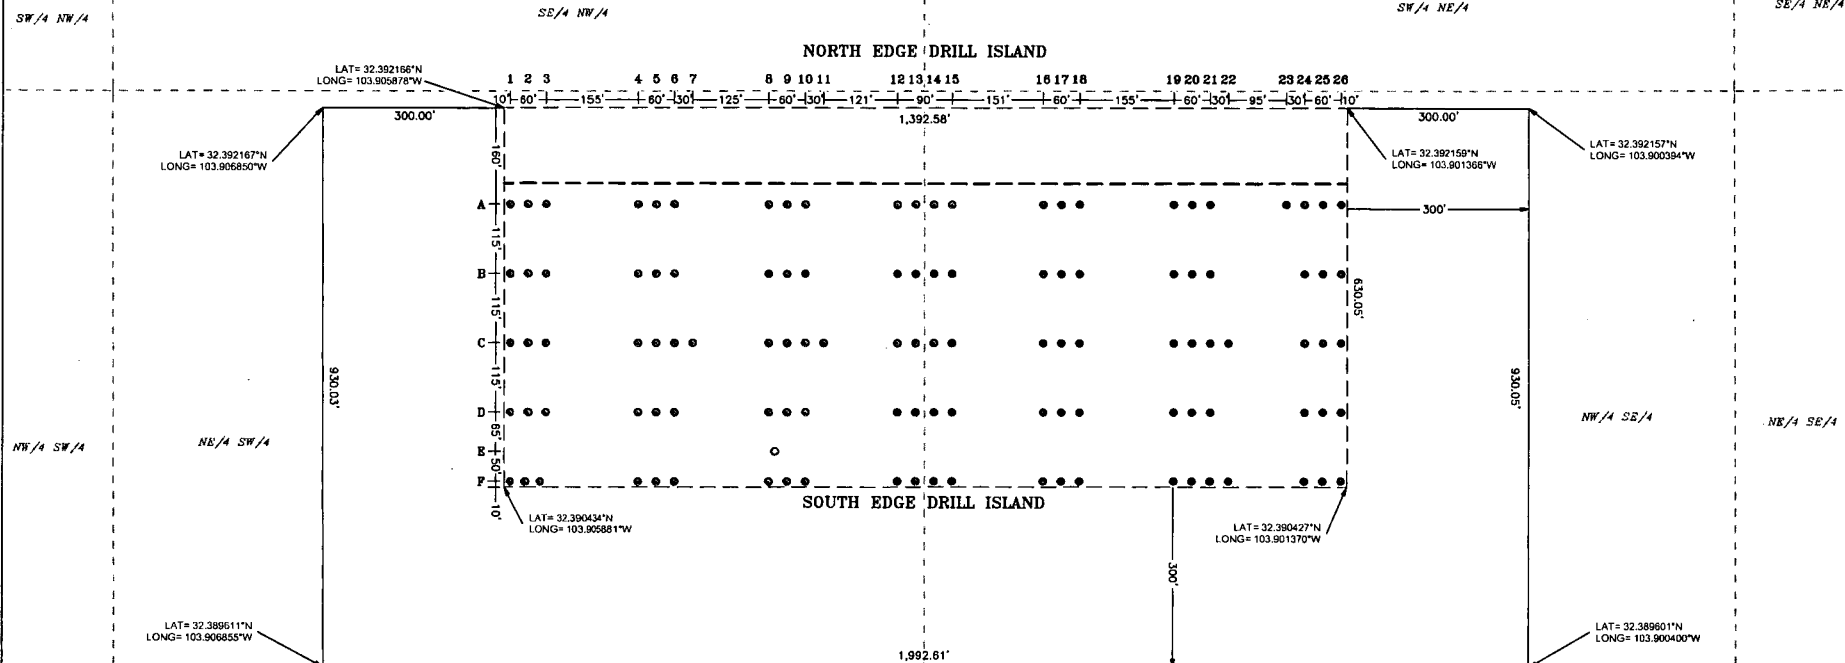 SW/4 NW/4
SE/4 NW/4
SW/4 NE/4
SE/4 NE/4
NORTH EDGE DRILL ISLAND
LAT= 32.392166°N
LONG= 103.905878°W
1 2 3 4 5 6 7 8 9 10 11 12 13 14 15 16 17 18 19 20 21 22 23 24 25 26
10' 60' 155' 60' 30' 125' 60' 30' 121' 90' 151' 60' 155' 60' 30' 95' 30' 60' 10'
300.00'
1,392.58'
300.00'
LAT= 32.392167°N
LONG= 103.906850°W
LAT= 32.392159°N
LONG= 103.901366°W
LAT= 32.392157°N
LONG= 103.900394°W
160'
A
300'
115'
B
115'
630.05'
C
115'
930.03'
930.05'
D
65'
NW/4 SW/4
NE/4 SW/4
NW/4 SE/4
NE/4 SE/4
E
50'
F
10'
SOUTH EDGE DRILL ISLAND
LAT= 32.390434°N
LONG= 103.905881°W
LAT= 32.390427°N
LONG= 103.901370°W
300'
LAT= 32.389611°N
LONG= 103.906855°W
1,992.61'
LAT= 32.389601°N
LONG= 103.900400°W